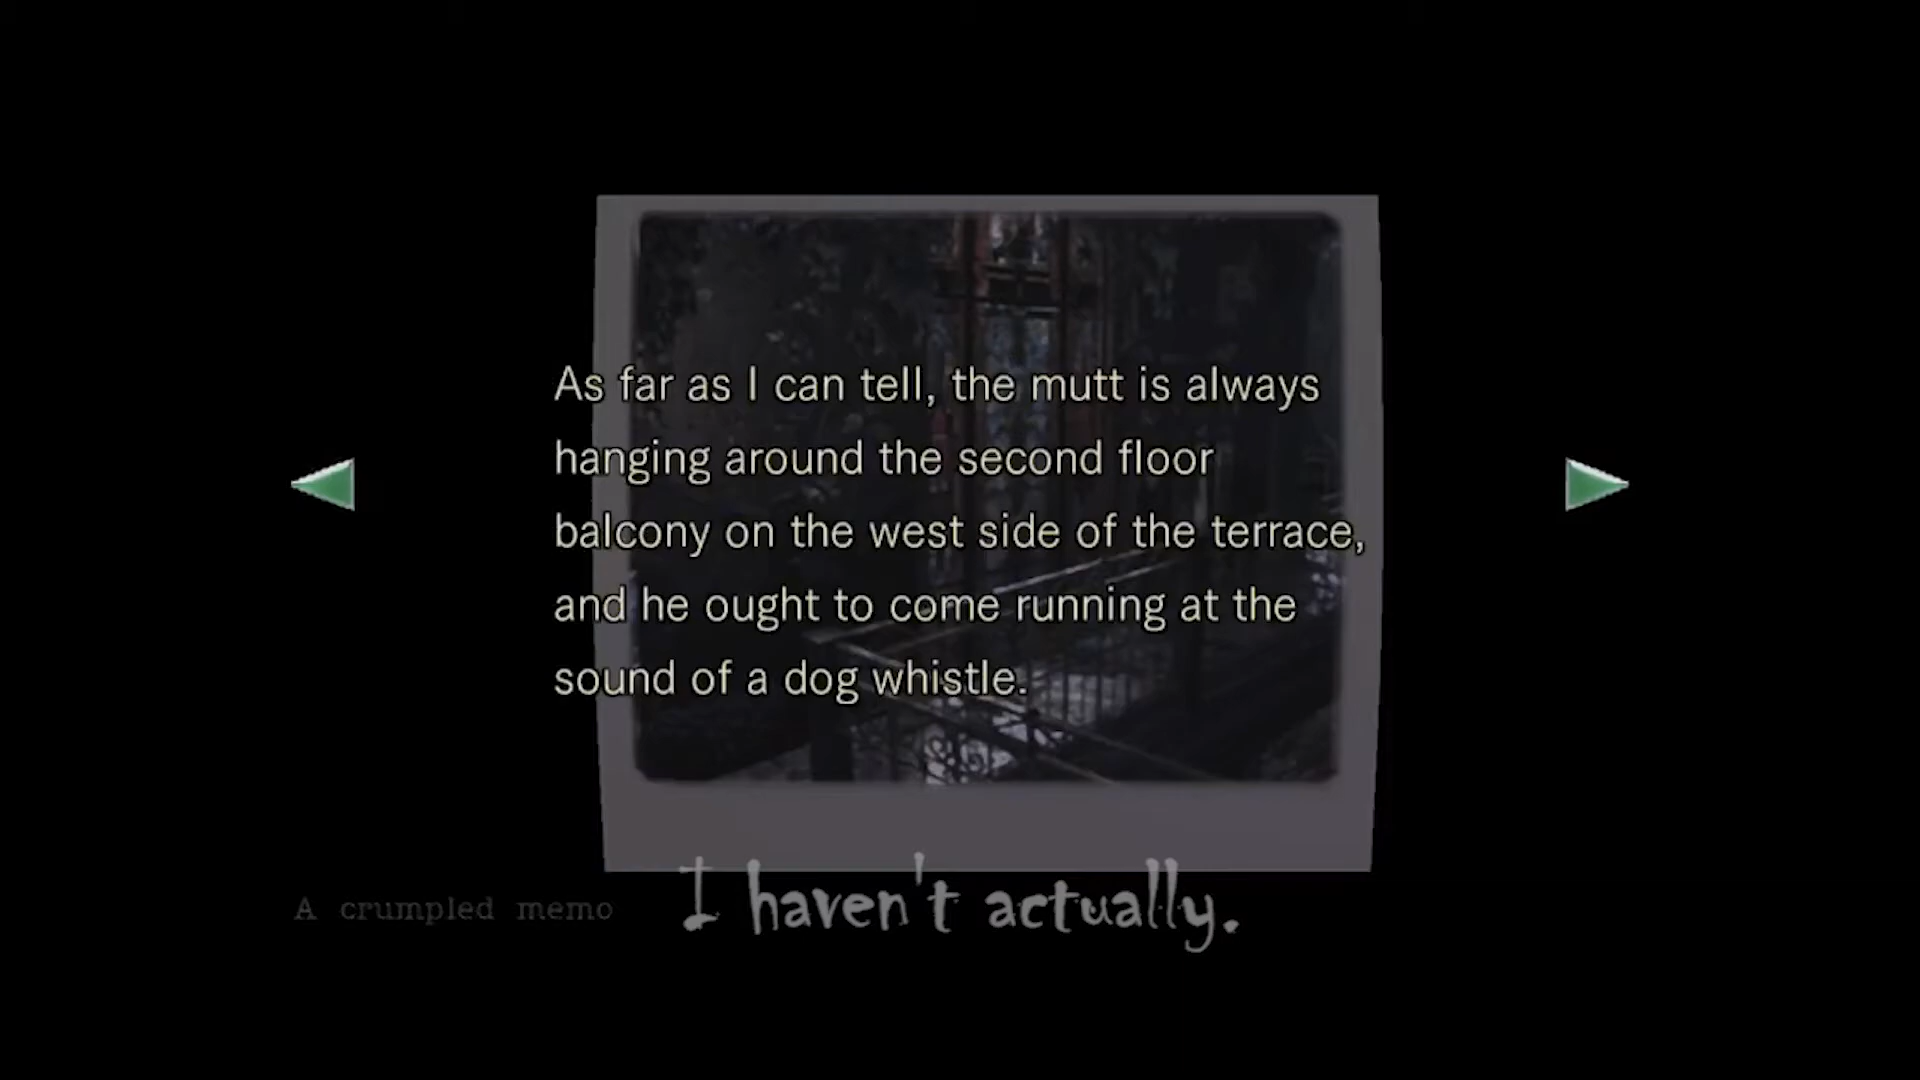 As far as I can tell, the mutt is always
hanging around the second floor
balcony on the west side of the terrace,
and he ought to come running at the
sound of a dog whistle.
A crumpled memo
I haven't actually.